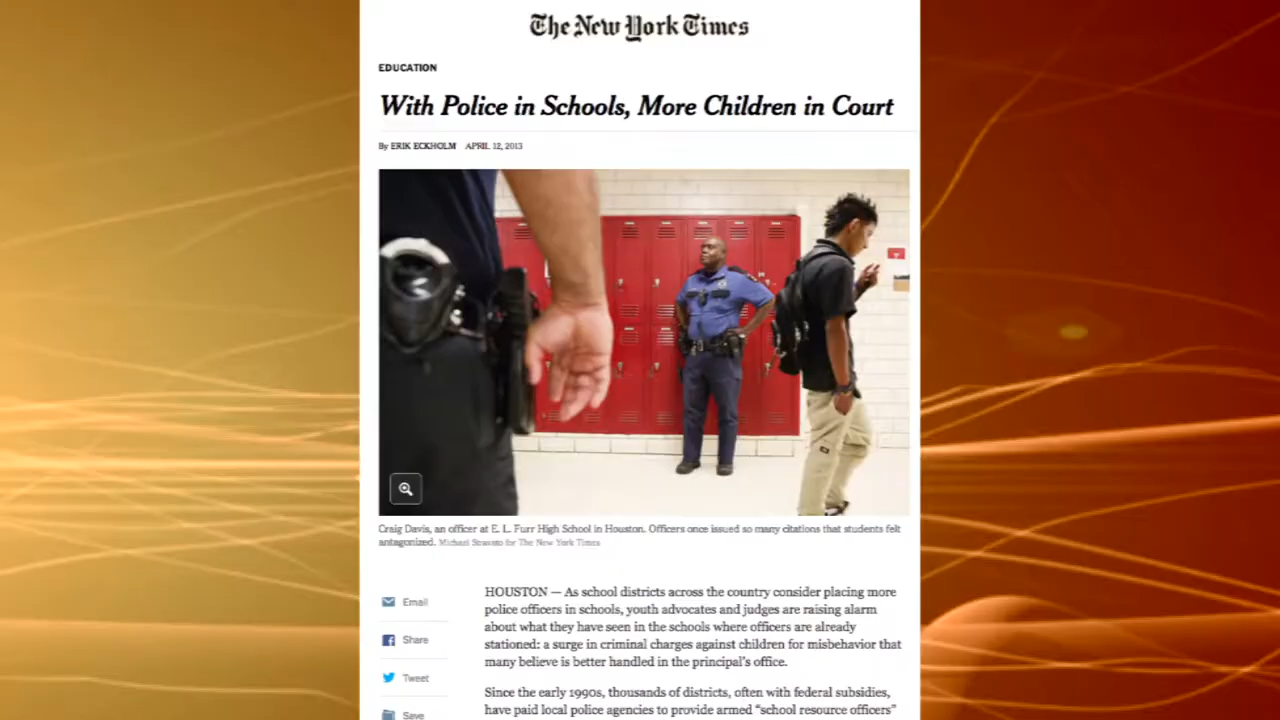 The New York Times
EDUCATION
With Police in Schools, More Children in Court
By ERIK ECKHOLM APRIL 12, 2013
Craig Davis, an officer at E. L. Furr High School in Houston. Officers once issued so many citations that students felt
antagonized. Michael Stravato for The New York Times
HOUSTON — As school districts across the country consider placing more
police officers in schools, youth advocates and judges are raising alarm
about what they have seen in the schools where officers are already
stationed: a surge in criminal charges against children for misbehavior that
many believe is better handled in the principal's office.
Since the early 1990s, thousands of districts, often with federal subsidies,
have paid local police agencies to provide armed “school resource officers”
Email
Share
Tweet
Save